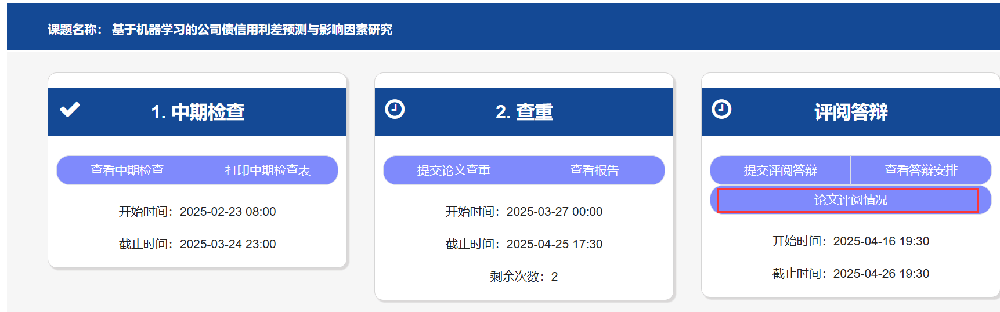 课题名称： 基于机器学习的公司债信用利差预测与影响因素研究
1. 中期检查
查看中期检查
打印中期检查表
开始时间：2025-02-23 08:00
截止时间：2025-03-24 23:00
2. 查重
提交论文查重
查看报告
开始时间：2025-03-27 00:00
截止时间：2025-04-25 17:30
剩余次数：2
评阅答辩
提交评阅答辩
查看答辩安排
论文评阅情况
开始时间：2025-04-16 19:30
截止时间：2025-04-26 19:30